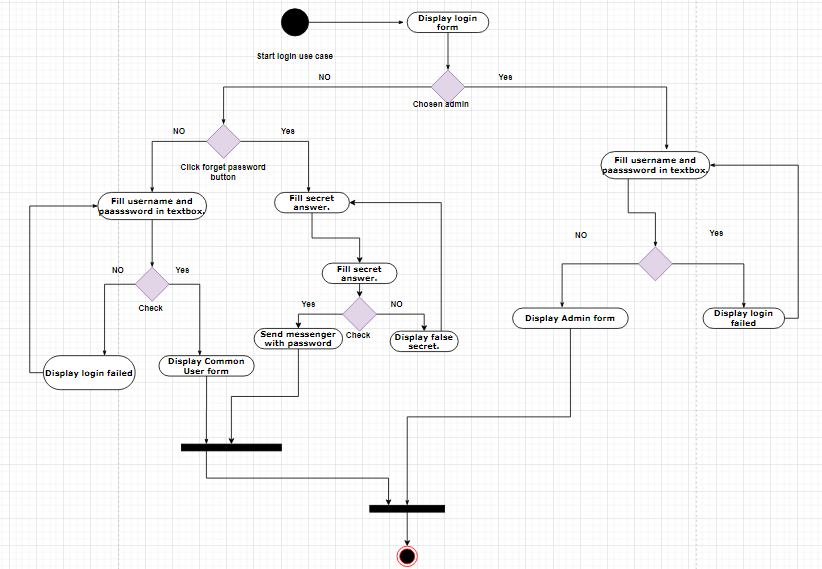 Display login
form
Start login use case
NO
Yes
Chosen admin
NO
Yes
Click forget password
button
Fill username and
paasssword in textbox.
Fill username and
paasssword in textbox.
Fill secret
answer.
NO
Yes
Fill secret
answer.
NO
Yes
Check
Yes
NO
Display Admin form
Display login
failed
Send messenger
with password
Check
Display false
secret.
Display login failed
Display Common
User form